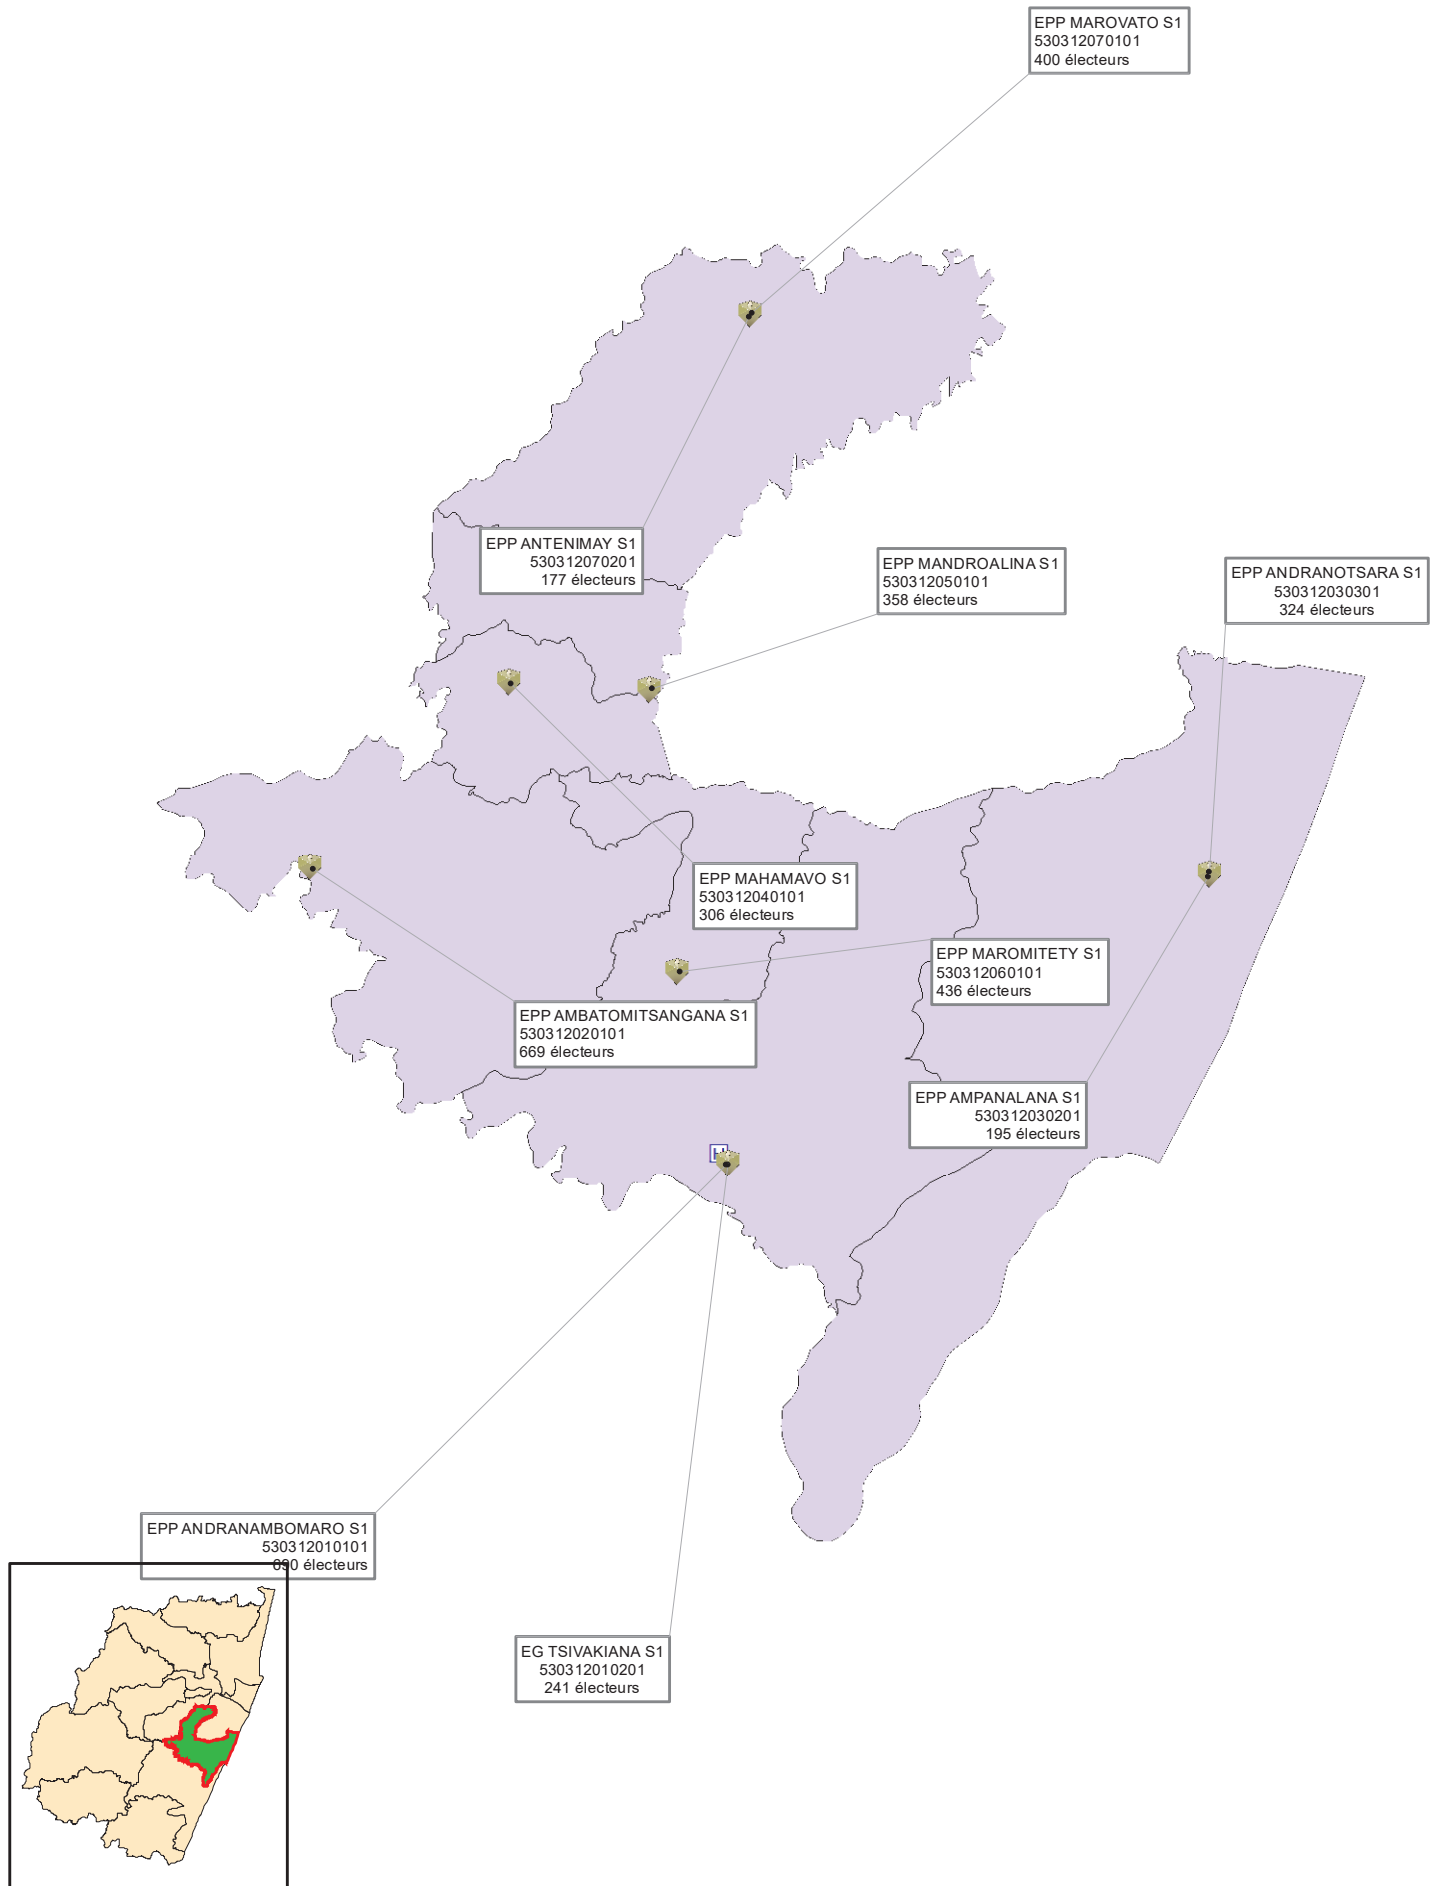 EPP MAROVATO S1
530312070101
400 électeurs
EPP ANTENIMAY S1
530312070201
177 électeurs
EPP MANDROALINA S1
530312050101
358 électeurs
EPP ANDRANOTSARA S1
530312030301
324 électeurs
EPP MAHAMAVO S1
530312040101
306 électeurs
EPP MAROMITETY S1
530312060101
436 électeurs
EPP AMBATOMITSANGANA S1
530312020101
669 électeurs
EPP AMPANALANA S1
530312030201
195 électeurs
EPP ANDRANAMBOMARO S1
530312010101
électeurs
EG TSIVAKIANA S1
530312010201
241 électeurs